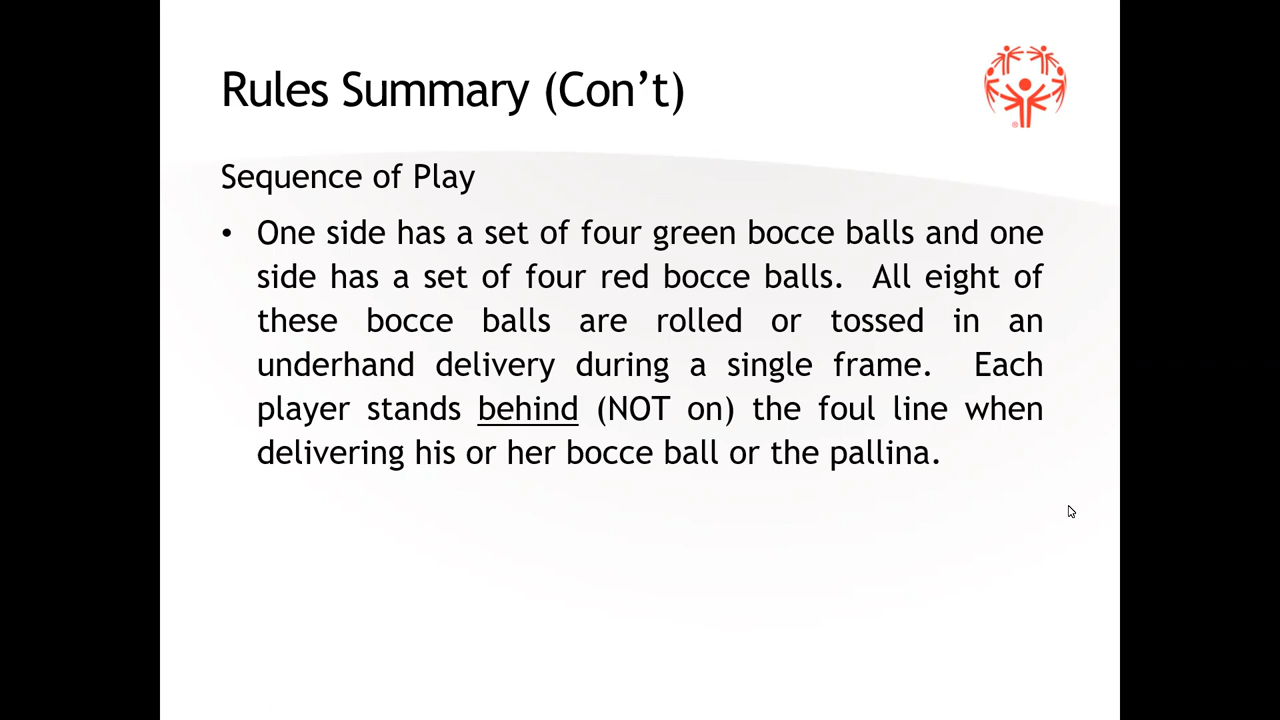 Rules Summary (Con’t)
Sequence of Play
• One side has a set of four green bocce balls and one
side has a set of four red bocce balls.  All eight of
these bocce balls are rolled or tossed in an
underhand delivery during a single frame.  Each
player stands behind (NOT on) the foul line when
delivering his or her bocce ball or the pallina.
®